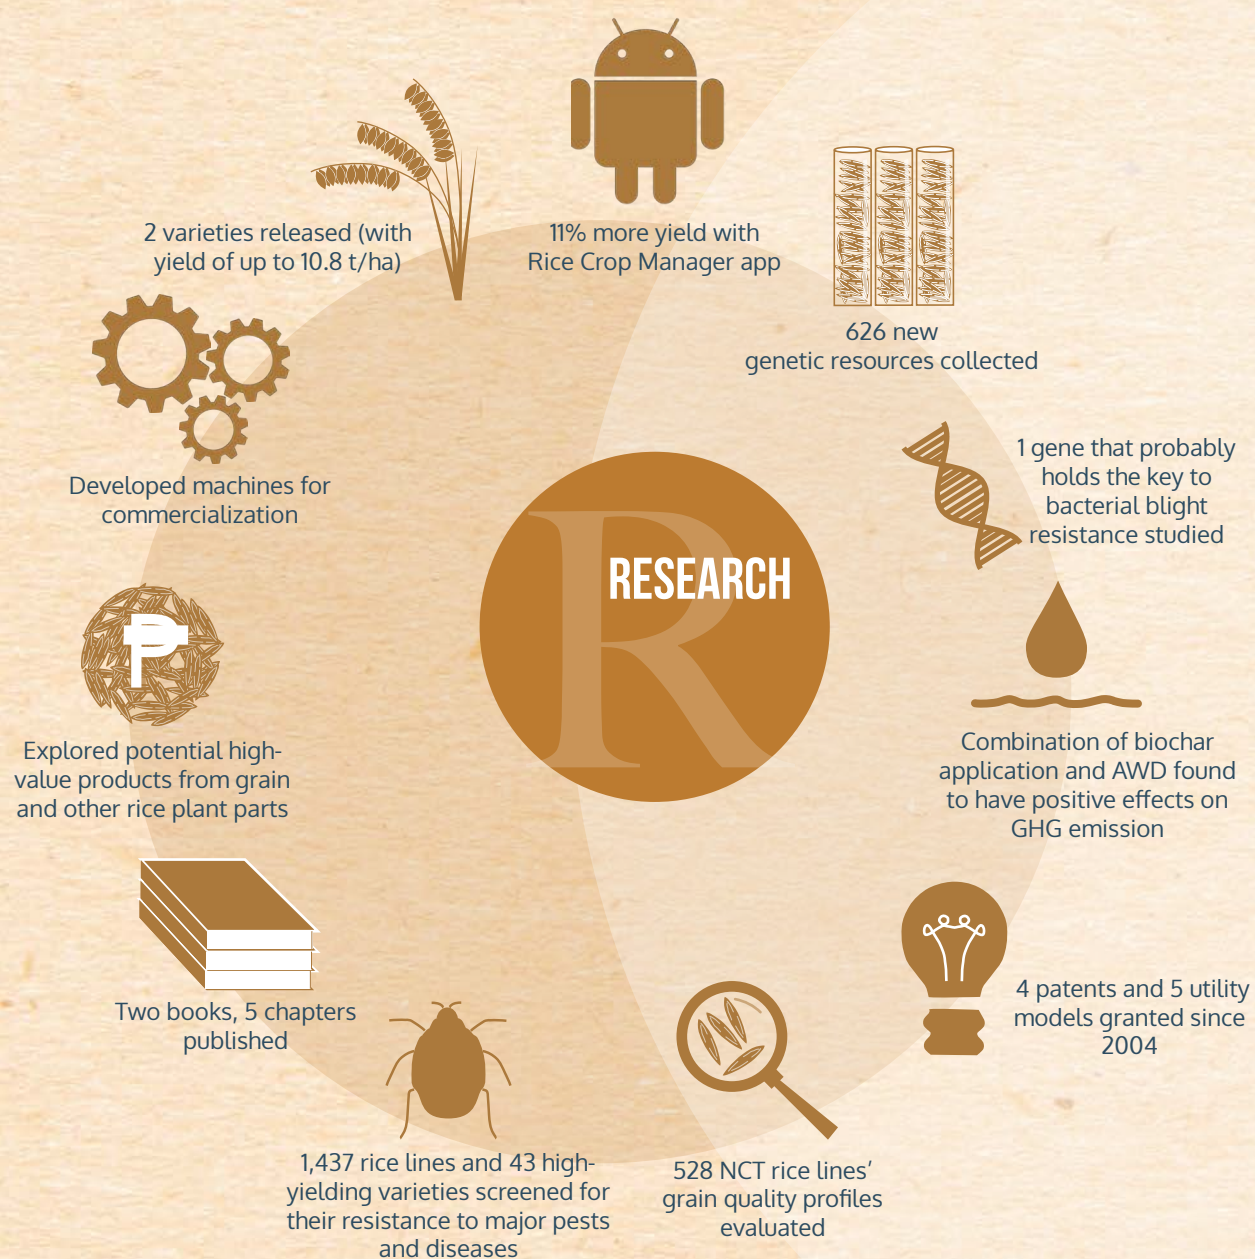 2 varieties released (with
yield of up to 10.8 t/ha)
11% more yield with
Rice Crop Manager app
626 new
genetic resources collected
1 gene that probably
holds the key to
bacterial blight
resistance studied
Developed machines for
commercialization
R
RESEARCH
P
Explored potential high-
value products from grain
and other rice plant parts
Combination of biochar
application and AWD found
to have positive effects on
GHG emission
4 patents and 5 utility
models granted since
2004
Two books, 5 chapters
published
1,437 rice lines and 43 high-
yielding varieties screened for
their resistance to major pests
and diseases
528 NCT rice lines’
grain quality profiles
evaluated